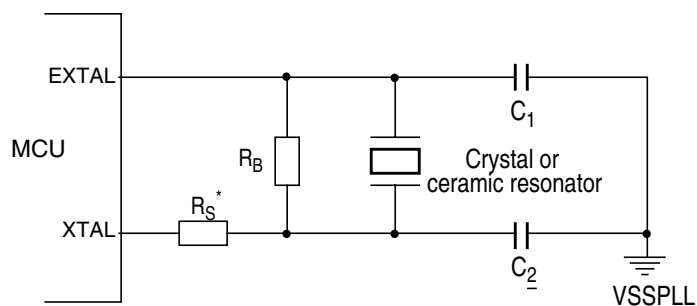 EXTAL
C1
MCU
RB
Crystal or
ceramic resonator
RS*
XTAL
C2
VSSPLL